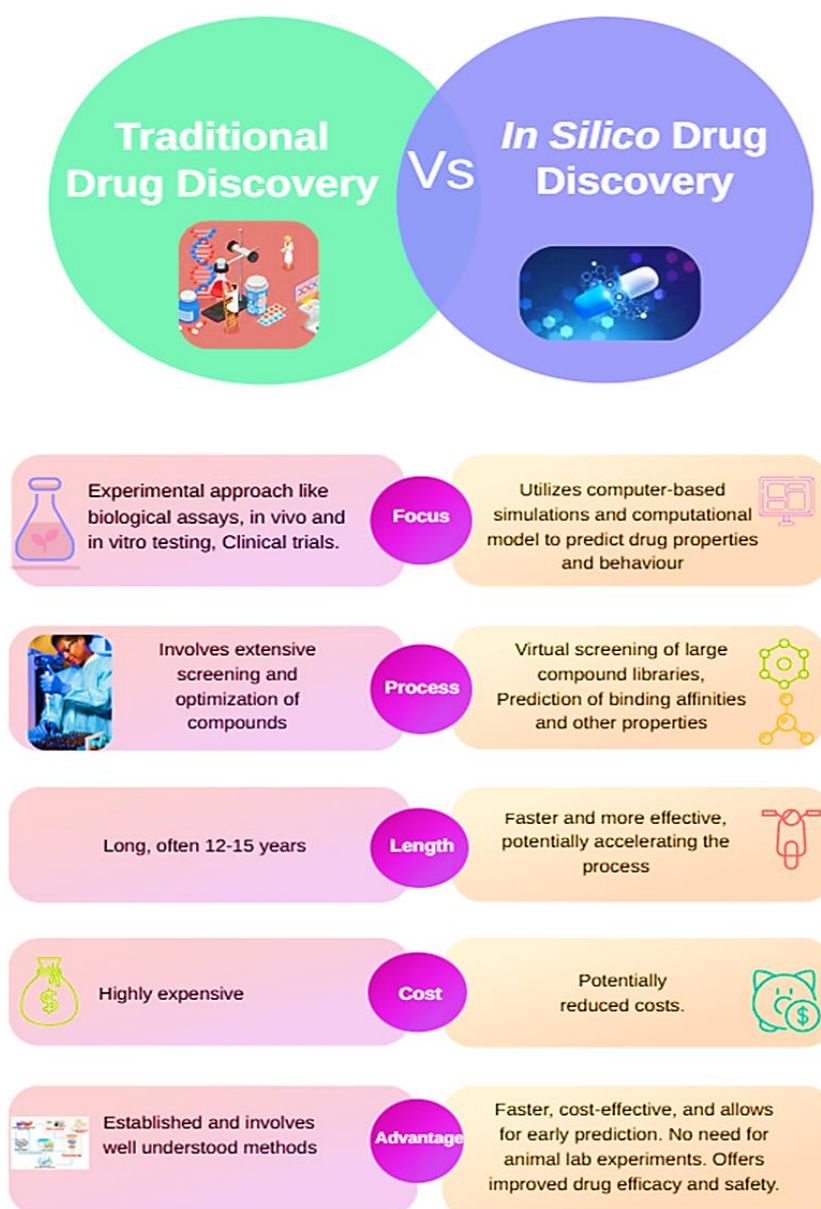 Traditional
Drug Discovery
Vs
In Silico Drug
Discovery
Experimental approach like
biological assays, in vivo and
in vitro testing, Clinical trials.
Focus
Utilizes computer-based
simulations and computational
model to predict drug properties
and behaviour
Involves extensive
screening and
optimization of
compounds
Process
Virtual screening of large
compound libraries,
Prediction of binding affinities
and other properties
Long, often 12-15 years
Length
Faster and more effective,
potentially accelerating the
process
$
Highly expensive
Cost
Potentially
reduced costs.
$
Established and involves
well understood methods
Advantage
Faster, cost-effective, and allows
for early prediction. No need for
animal lab experiments. Offers
improved drug efficacy and safety.